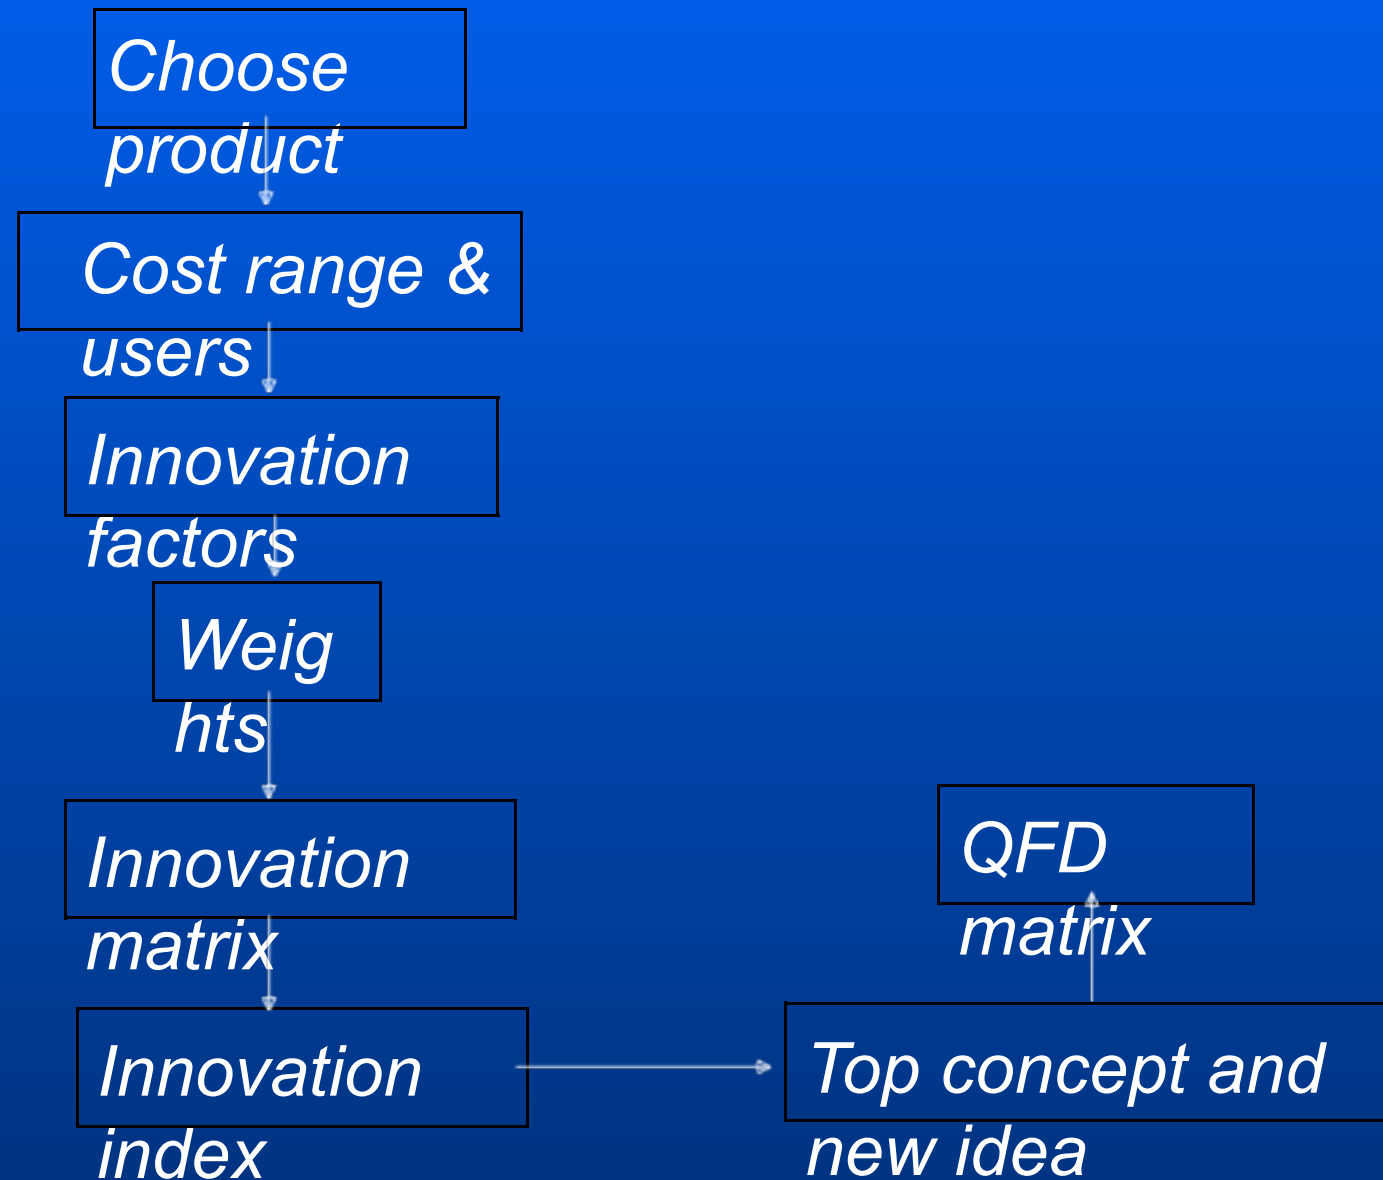 Choose
product
Cost range &
users
Innovation
factors
Weig
hts
Innovation
matrix
Innovation
index
Top concept and
new idea
QFD
matrix